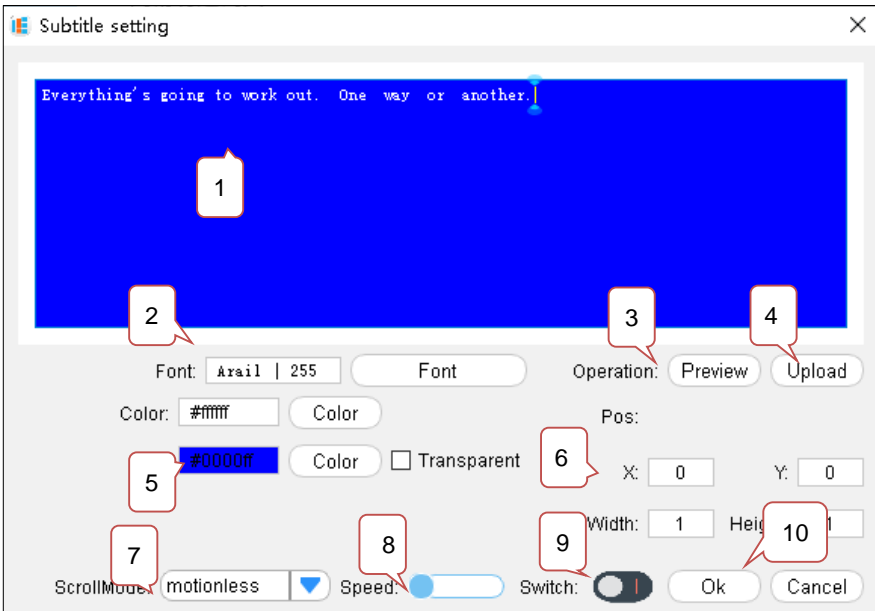 Subtitle setting
Everything's going to work out. One way or another.
1
2
3
4
Font: Arail | 255 Font Operation: Preview Upload
Color: #ffffff Color Pos:
5
#0000ff Color Transparent
6
X: 0 Y: 0
Width: 1 1
7
8
9
10
motionless Speed: Switch: Ok Cancel